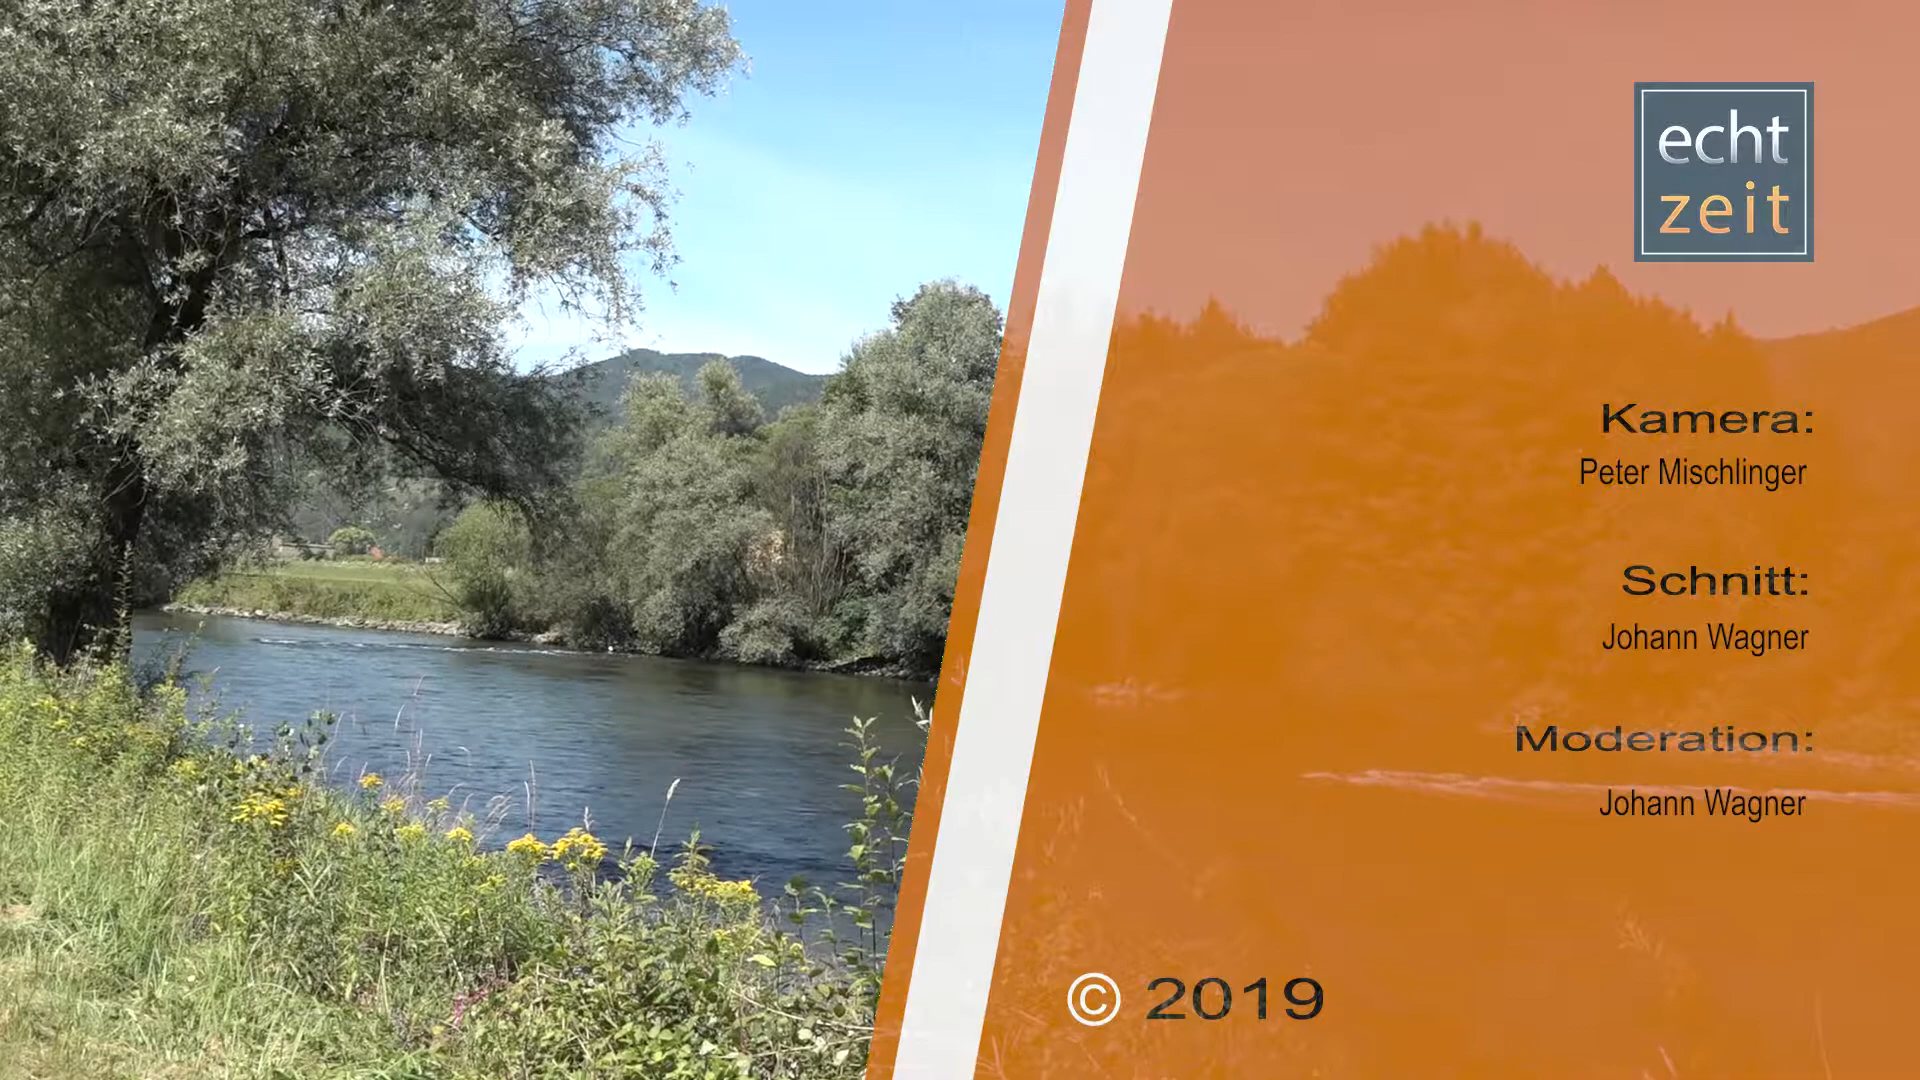 echt
zeit
Kamera:
Peter Mischlinger
Schnitt:
Johann Wagner
Moderation:
Johann Wagner
© 2019